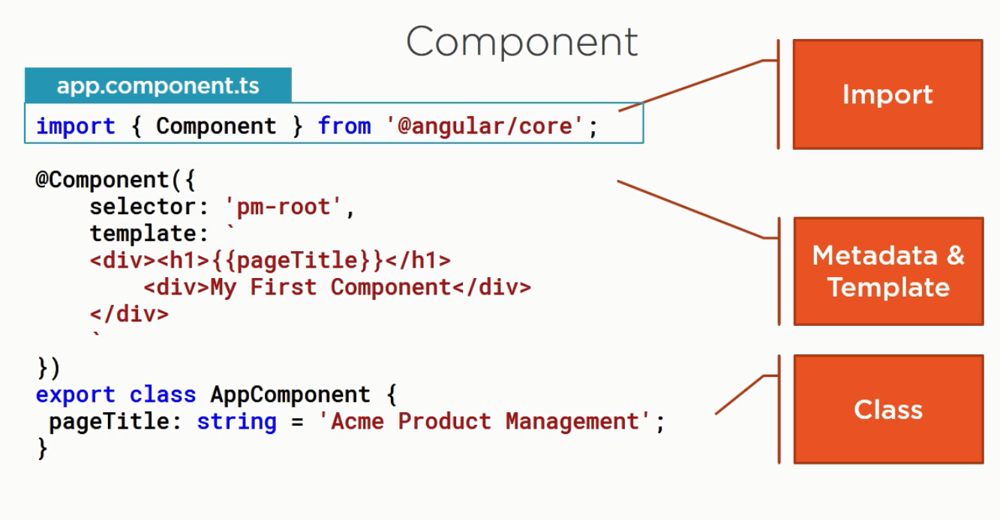 Component
app.component.ts
import { Component } from '@angular/core';
Import
@Component({
    selector: 'pm-root',
    template: `
    <div><h1>{{pageTitle}}</h1>
        <div>My First Component</div>
    </div>
    `
})
Metadata &
Template
export class AppComponent {
 pageTitle: string = 'Acme Product Management';
}
Class